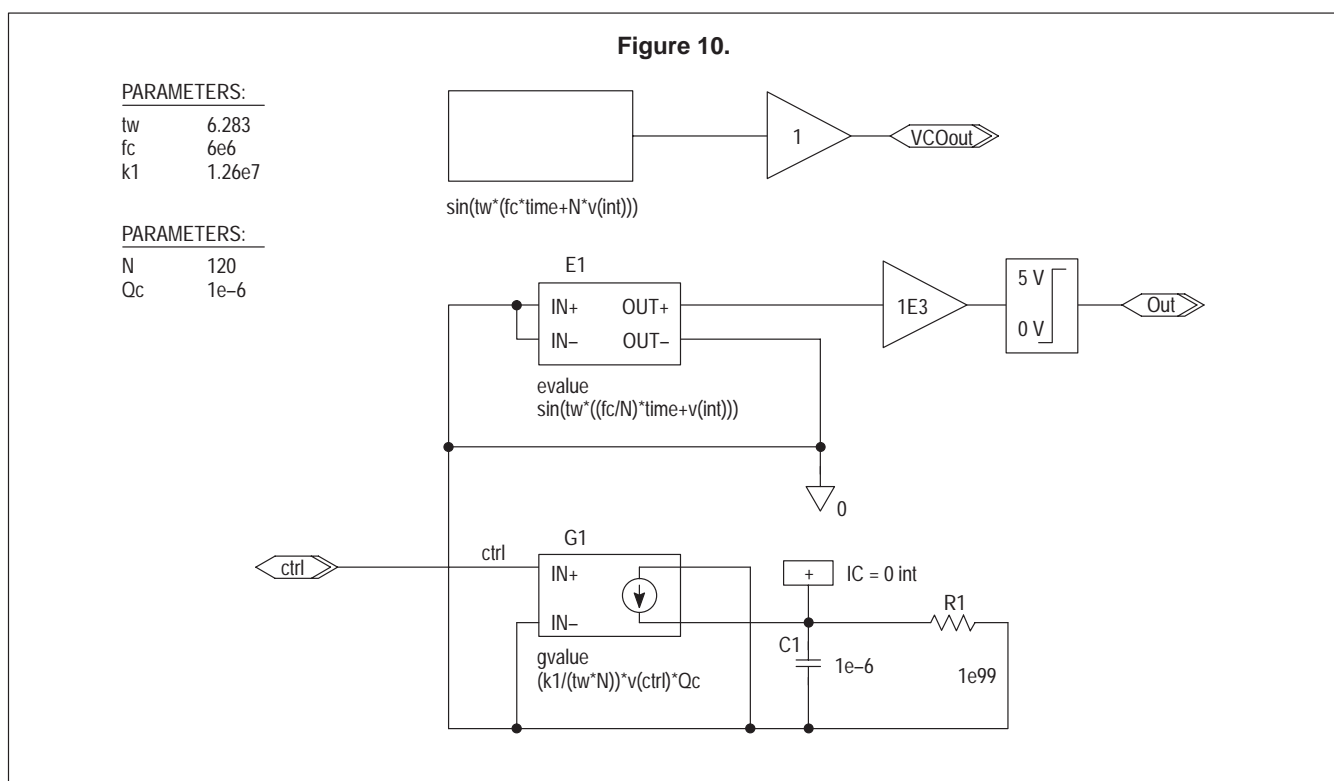 Figure 10.
PARAMETERS:
tw 6.283
fc 6e6
k1 1.26e7
1
VCOout
sin(tw*(fc*time+N*v(int)))
PARAMETERS:
N 120
Qc 1e–6
E1
IN+ OUT+
IN– OUT–
1E3
5 V
0 V
Out
evalue
sin(tw*((fc/N)*time+v(int)))
0
ctrl
ctrl
G1
IN+
IN–
+ IC = 0 int
R1
C1
1e–6
1e99
gvalue
(k1/(tw*N))*v(ctrl)*Qc